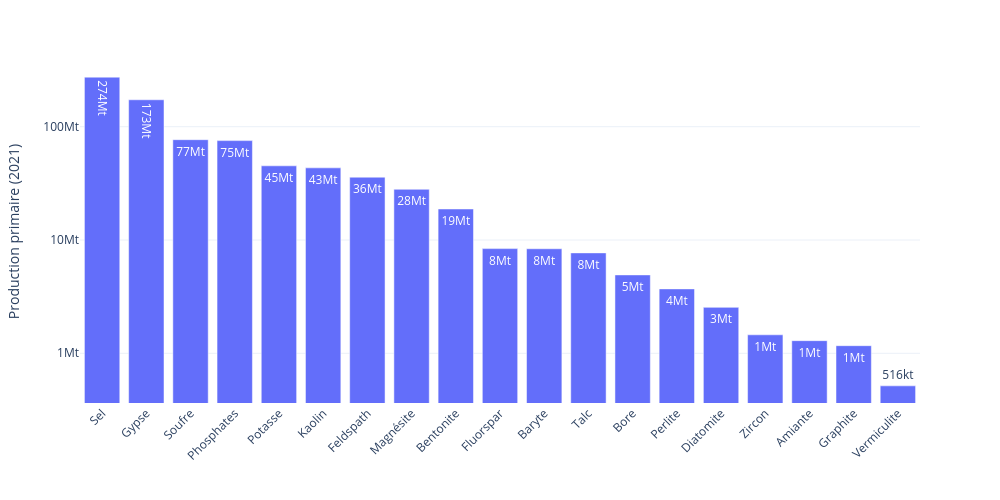 Production primaire (2021)
100Mt
10Mt
1Mt
274Mt
173Mt
77Mt
75Mt
45Mt
43Mt
36Mt
28Mt
19Mt
8Mt
8Mt
8Mt
5Mt
4Mt
3Mt
1Mt
1Mt
1Mt
516kt
Sel
Gypse
Soufre
Phosphates
Potasse
Kaolin
Feldspath
Magnésite
Bentonite
Fluorspar
Baryte
Talc
Bore
Perlite
Diatomite
Zircon
Amiante
Graphite
Vermiculite